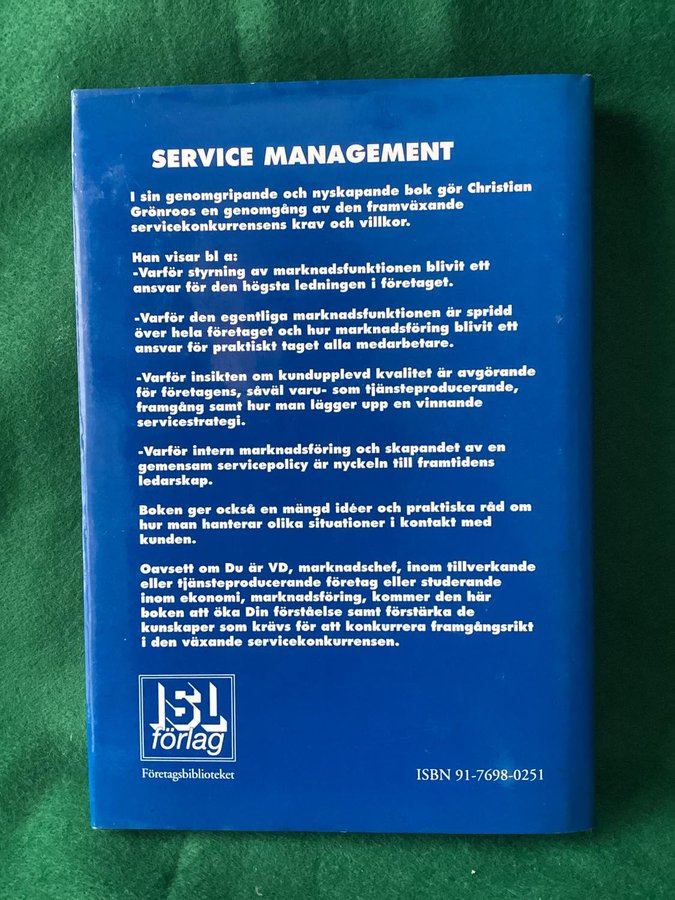 SERVICE MANAGEMENT
I sin genomgripande och nyskapande bok gör Christian
Grönroos en genomgång av den framväxande
servicekonkurrensens krav och villkor.
Han visar bl a:
-Varför styrning av marknadsfunktionen blivit ett
ansvar för den högsta ledningen i företaget.
-Varför den egentliga marknadsfunktionen är spridd
över hela företaget och hur marknadsföring blivit ett
ansvar för praktiskt taget alla medarbetare.
-Varför insikten om kundupplevd kvalitet är avgörande
för företagens, såväl varu- som tjänsteproducerande,
framgång samt hur man lägger upp en vinnande
servicestrategi.
-Varför intern marknadsföring och skapandet av en
gemensam servicepolicy är nyckeln till framtidens
ledarskap.
Boken ger också en mängd idéer och praktiska råd om
hur man hanterar olika situationer i kontakt med
kunden.
Oavsett om Du är VD, marknadschef, inom tillverkande
eller tjänsteproducerande företag eller studerande
inom ekonomi, marknadsföring, kommer den här
boken att öka Din förståelse samt förstärka de
kunskaper som krävs för att konkurrera framgångsrikt
i den växande servicekonkurrensen.
ISL
förlag
Företagsbiblioteket
ISBN 91-7698-0251